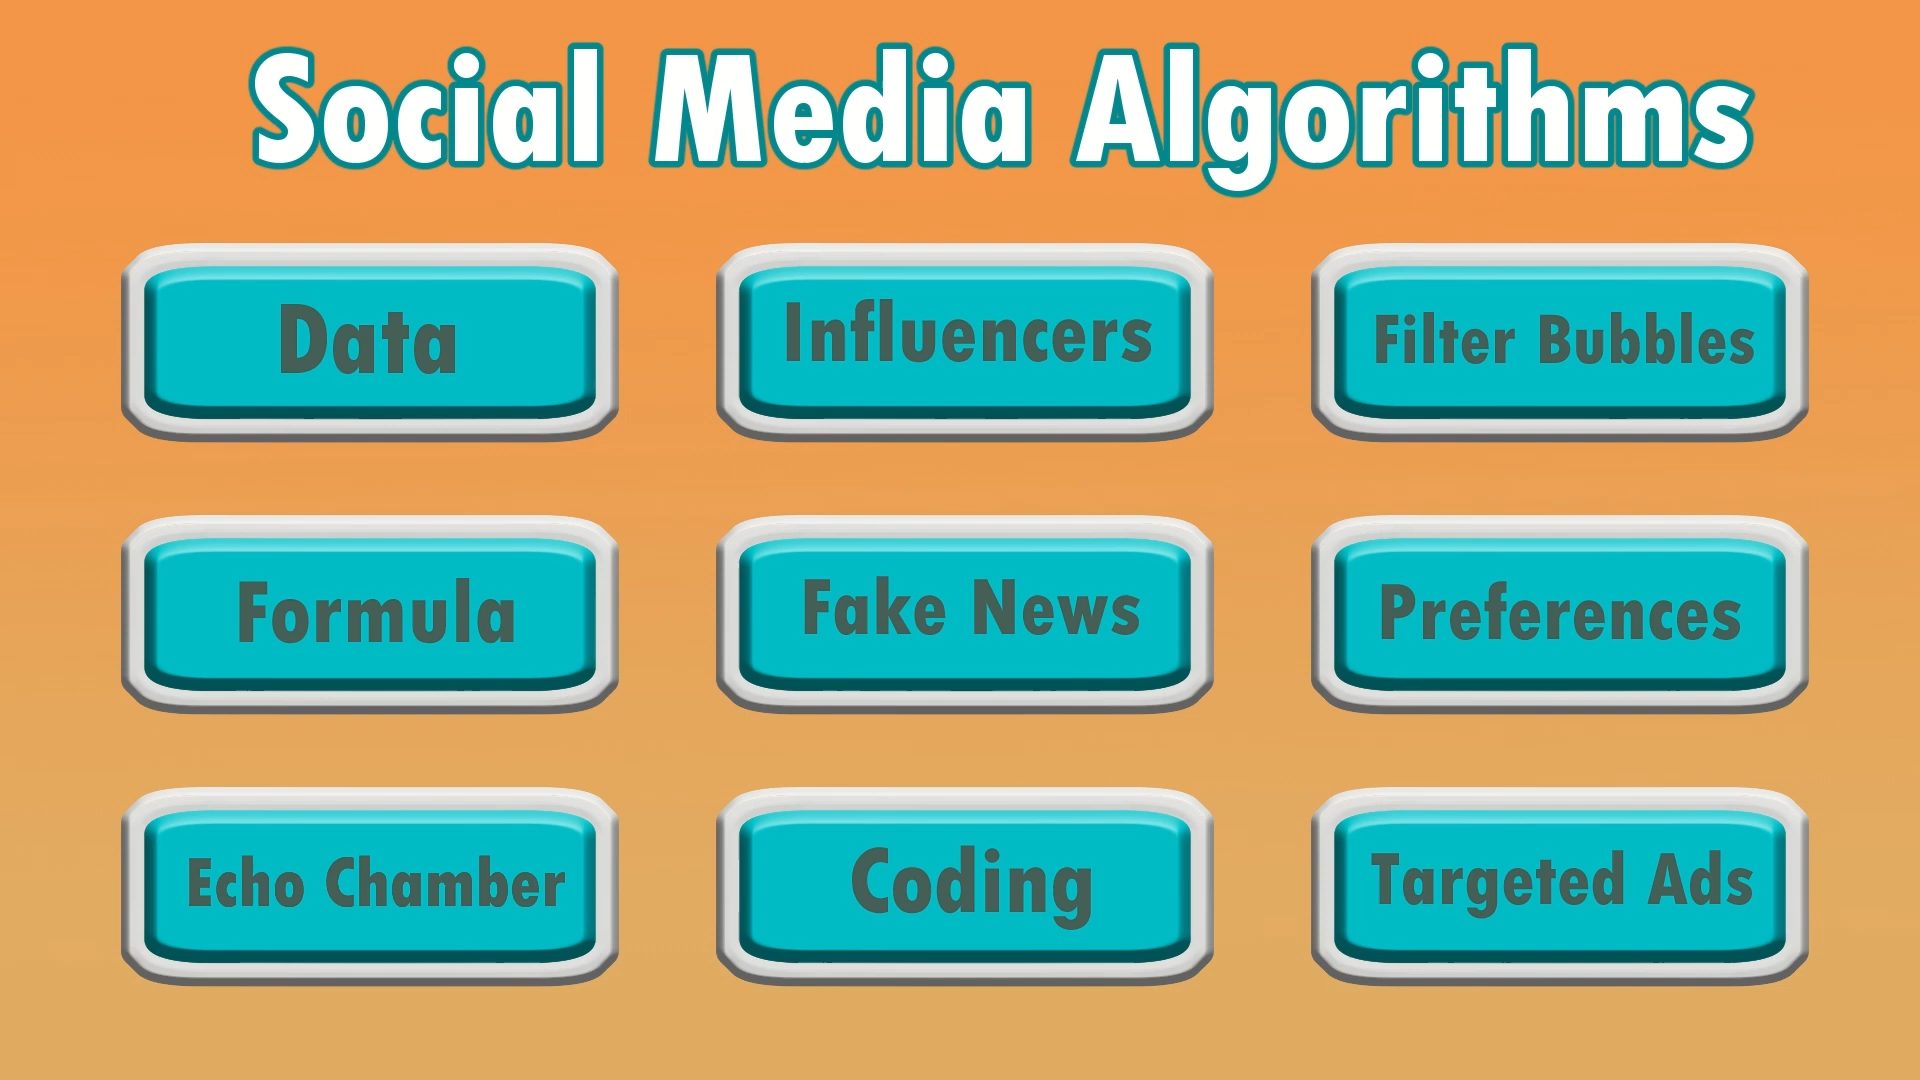 Social Media Algorithms
Data
Influencers
Filter Bubbles
Formula
Fake News
Preferences
Echo Chamber
Coding
Targeted Ads